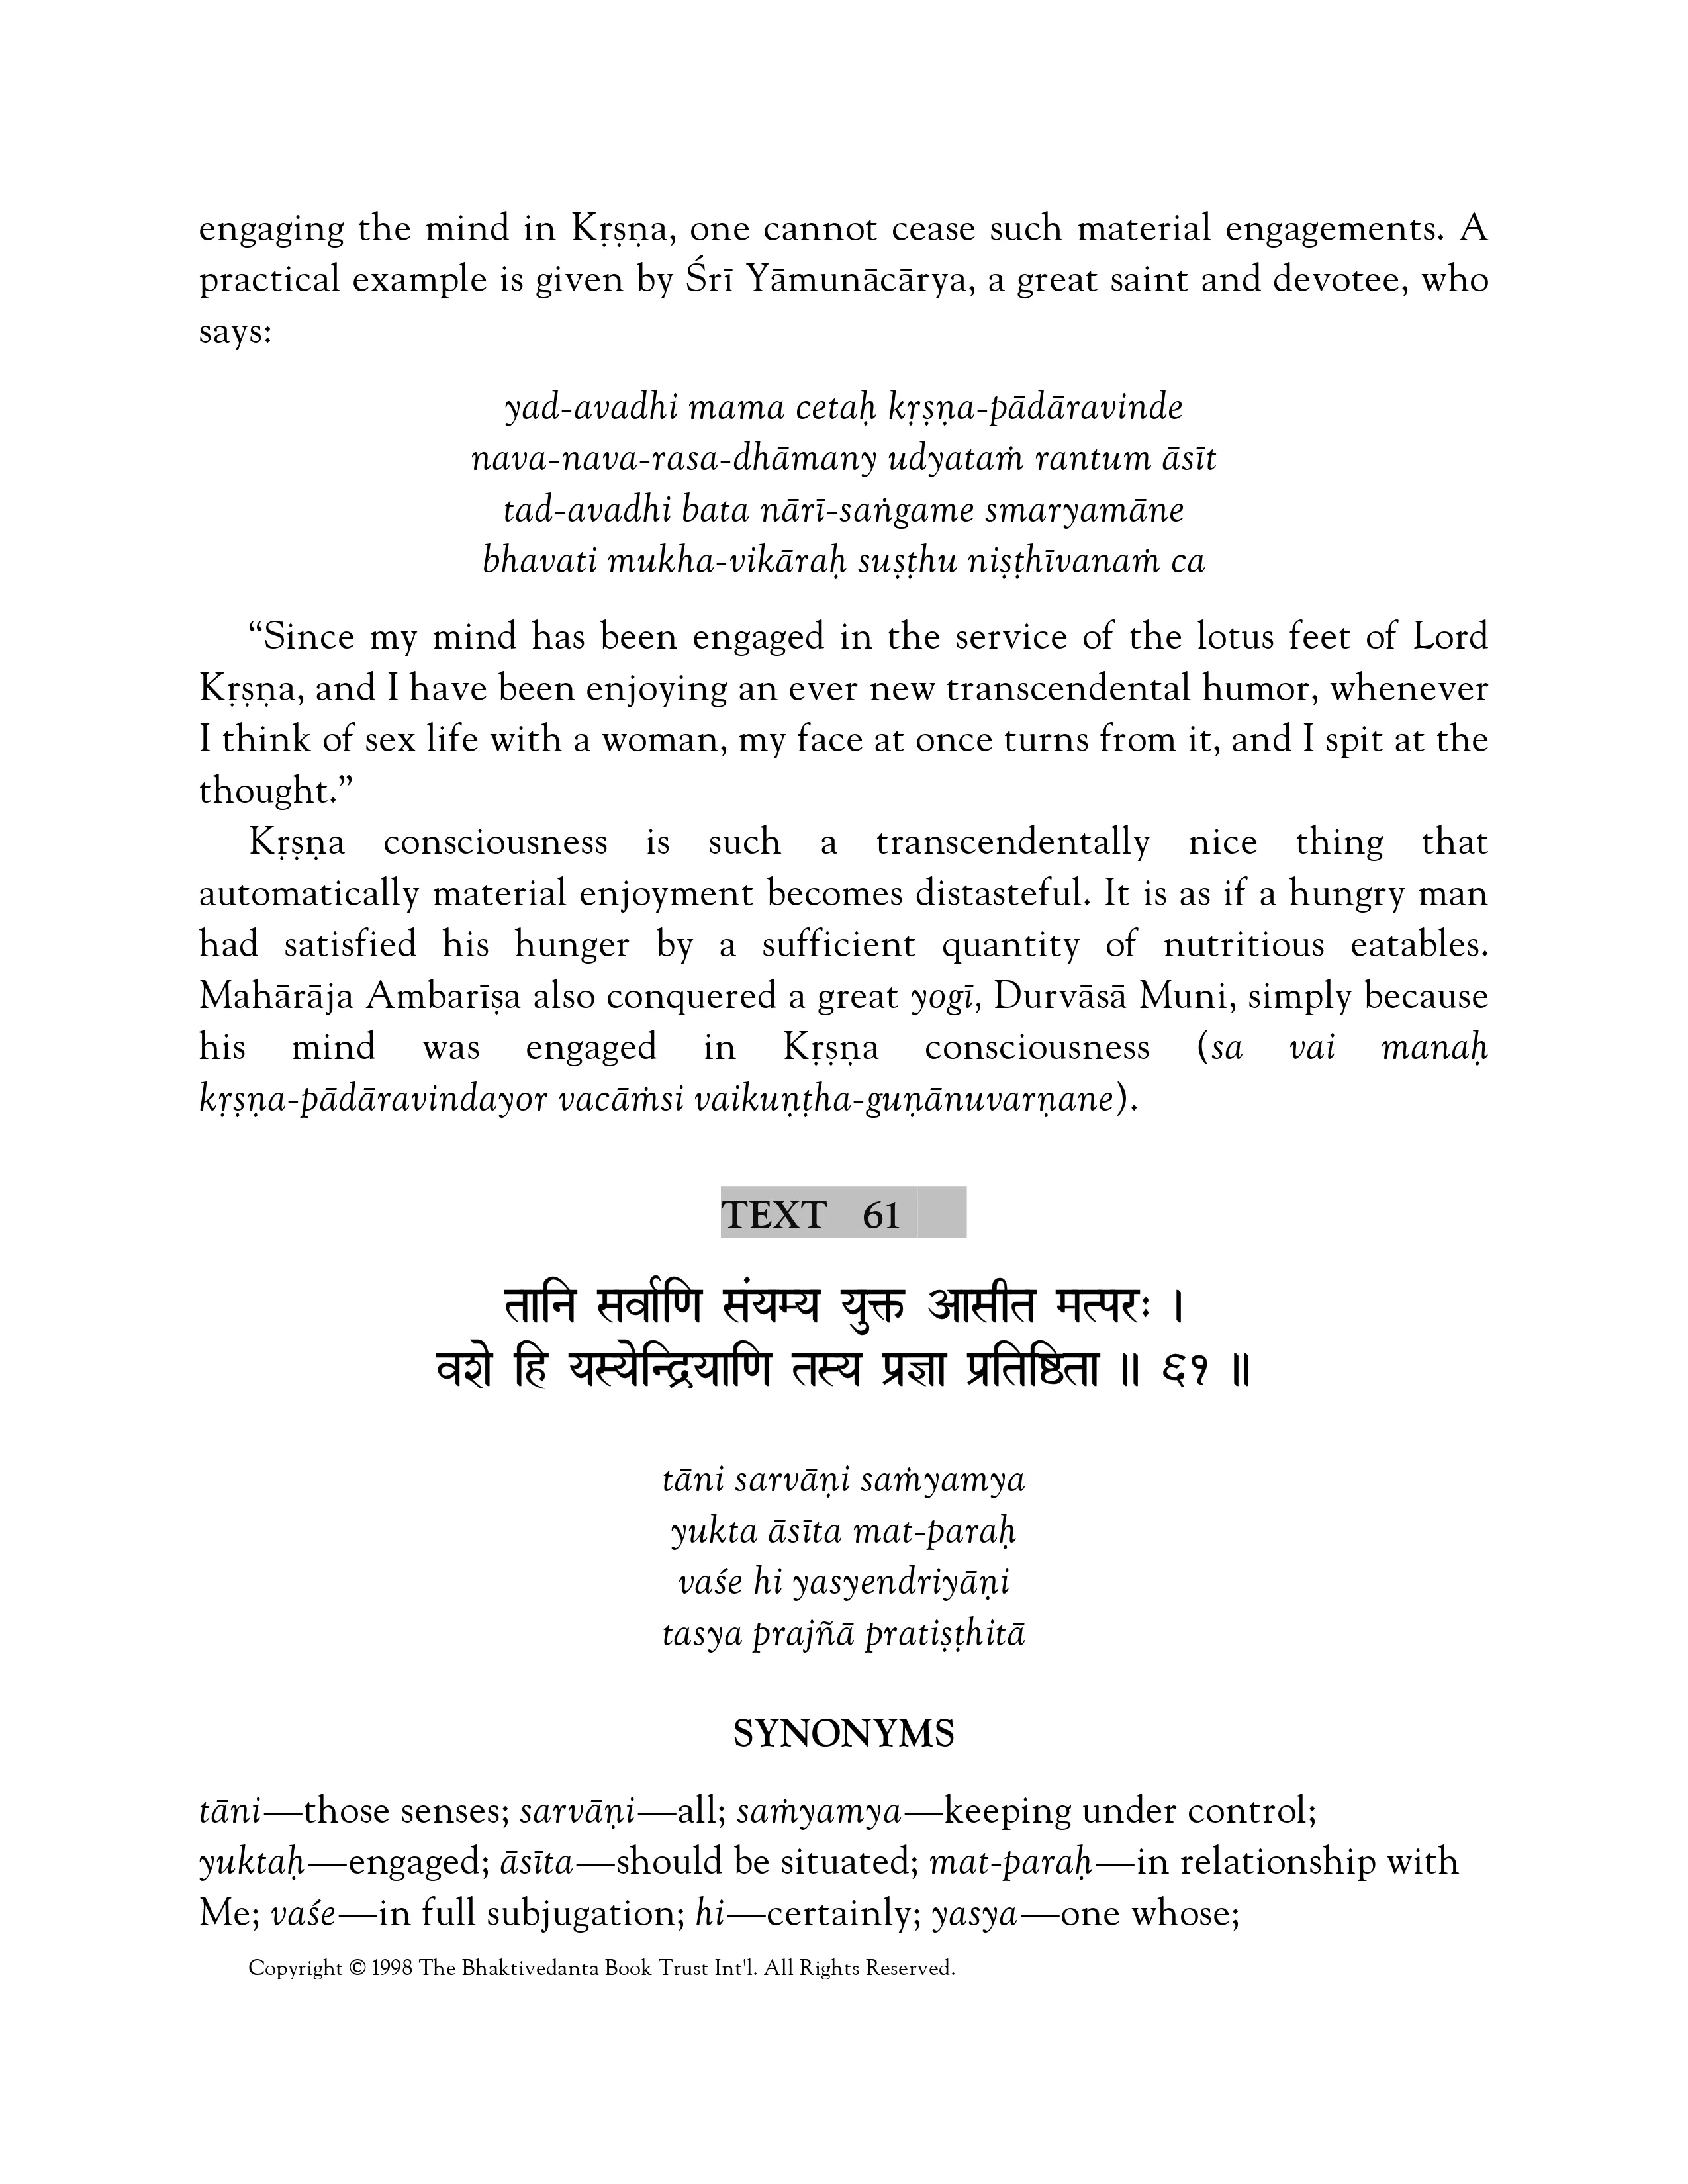 engaging the mind in Kṛṣṇa, one cannot cease such material engagements. A
practical example is given by Śrī Yāmunācārya, a great saint and devotee, who
says:
yad-avadhi mama cetaḥ kṛṣṇa-pādāravinde
nava-nava-rasa-dhāmany udyataṁ rantum āsīt
tad-avadhi bata nārī-saṅgame smaryamāne
bhavati mukha-vikāraḥ suṣṭhu niṣṭhīvanaṁ ca
“Since my mind has been engaged in the service of the lotus feet of Lord
Kṛṣṇa, and I have been enjoying an ever new transcendental humor, whenever
I think of sex life with a woman, my face at once turns from it, and I spit at the
thought.”
Kṛṣṇa consciousness is such a transcendentally nice thing that
automatically material enjoyment becomes distasteful. It is as if a hungry man
had satisfied his hunger by a sufficient quantity of nutritious eatables.
Mahārāja Ambarīṣa also conquered a great yogī, Durvāsā Muni, simply because
his mind was engaged in Kṛṣṇa consciousness (sa vai manaḥ
kṛṣṇa-pādāravindayor vacāṁsi vaikuṇṭha-guṇānuvarṇane).
TEXT 61
तानि सर्वाणि संयम्य युक्त आसीत मत्परः ।
वशे हि यस्येन्द्रियाणि तस्य प्रज्ञा प्रतिष्ठिता ॥ ६१ ॥
tāni sarvāṇi saṁyamya
yukta āsīta mat-paraḥ
vaśe hi yasyendriyāṇi
tasya prajñā pratiṣṭhitā
SYNONYMS
tāni—those senses; sarvāṇi—all; saṁyamya—keeping under control;
yuktaḥ—engaged; āsīta—should be situated; mat-paraḥ—in relationship with
Me; vaśe—in full subjugation; hi—certainly; yasya—one whose;
Copyright © 1998 The Bhaktivedanta Book Trust Int'l. All Rights Reserved.